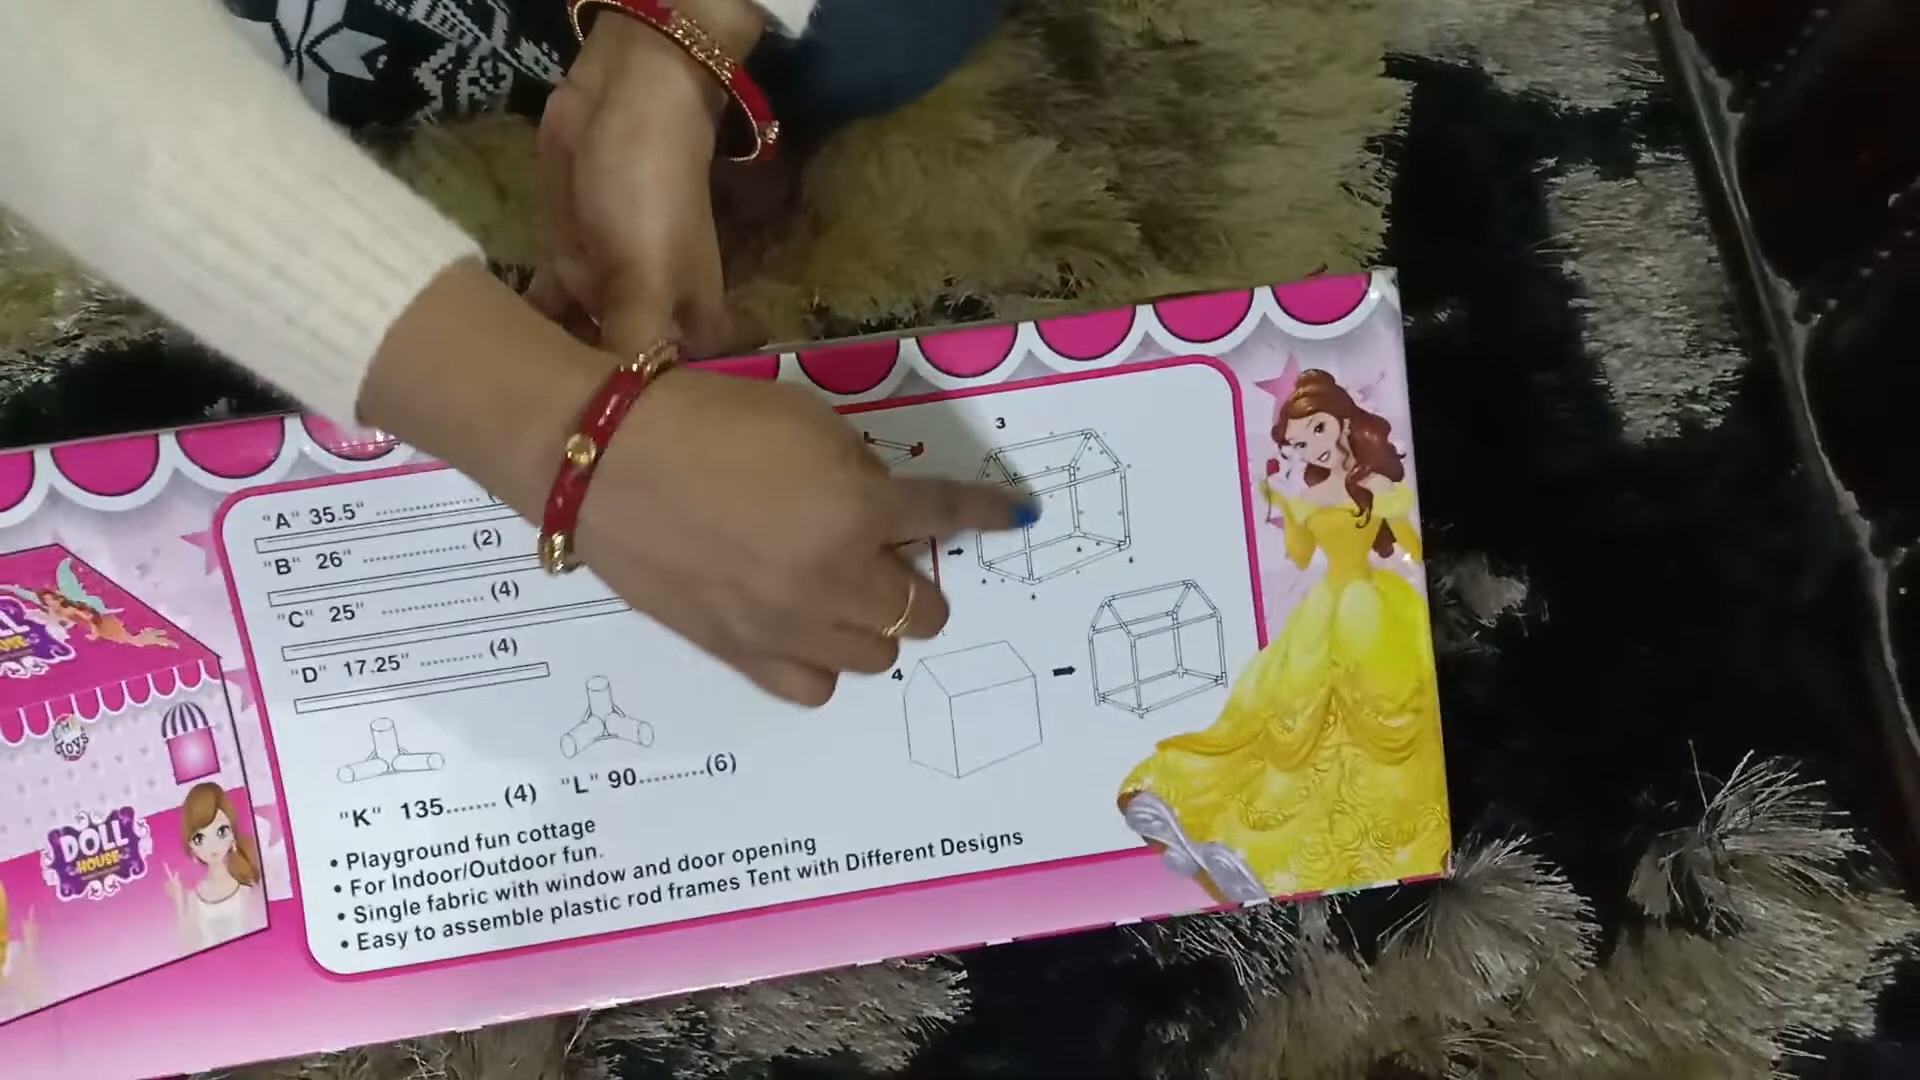 "A" 35.5" ..................
"B" 26" .................. (2)
"C" 25" .................. (4)
"D" 17.25" .......... (4)
"K" 135....... (4)
"L" 90.........(6)
• Playground fun cottage
• For Indoor/Outdoor fun.
• Single fabric with window and door opening
• Easy to assemble plastic rod frames Tent with Different Designs
3
4
Toys
DOLL
HOUSE